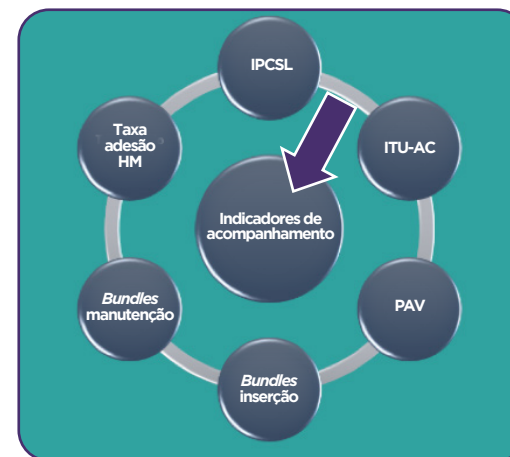 IPCSL
Taxa
adesão
HM
ITU-AC
Indicadores de
acompanhamento
Bundles
manutenção
PAV
Bundles
inserção